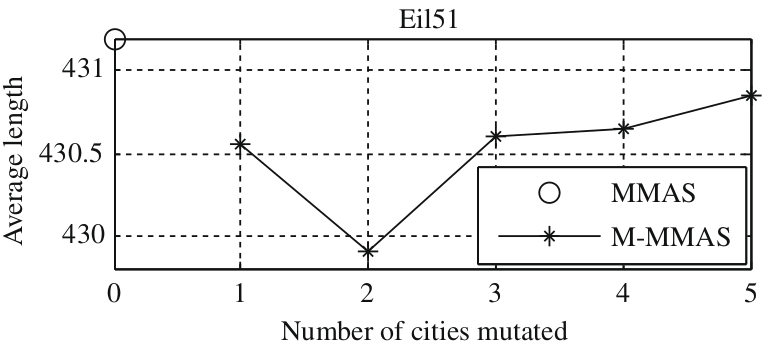 Eil51
431
430.5
430
Average length
MMAS
M-MMAS
0 1 2 3 4 5
Number of cities mutated